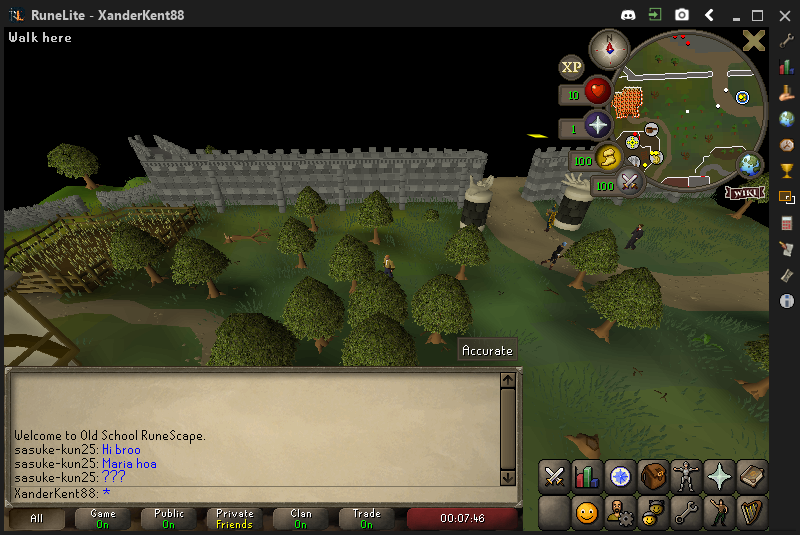 RuneLite - XanderKent88
Walk here
N
XP
10
1
100
100
WIKI
Accurate
Welcome to Old School RuneScape.
sasuke-kun25: Hi broo
sasuke-kun25: Maria hoa
sasuke-kun25: ???
XanderKent88: *
All
Game
On
Public
On
Private
Friends
Clan
On
Trade
On
00:07:46